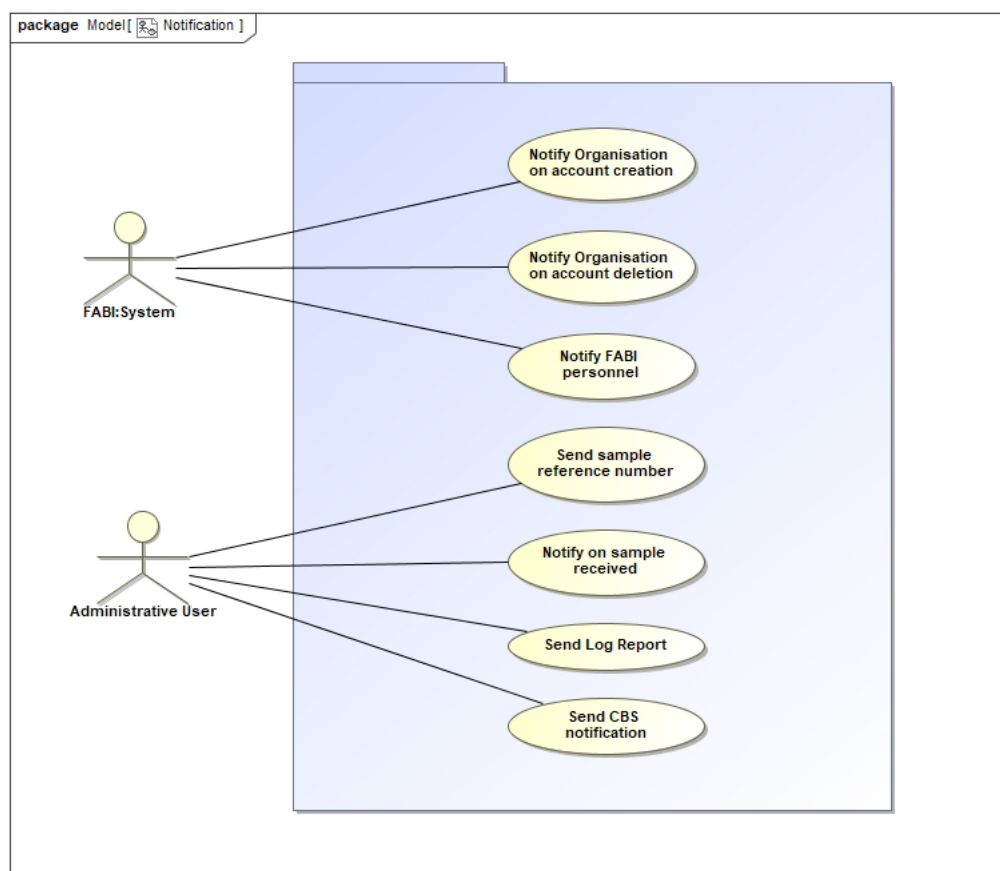 package Model[ Notification ]
Notify Organisation
on account creation
Notify Organisation
on account deletion
FABI:System
Notify FABI
personnel
Send sample
reference number
Notify on sample
received
Administrative User
Send Log Report
Send CBS
notification